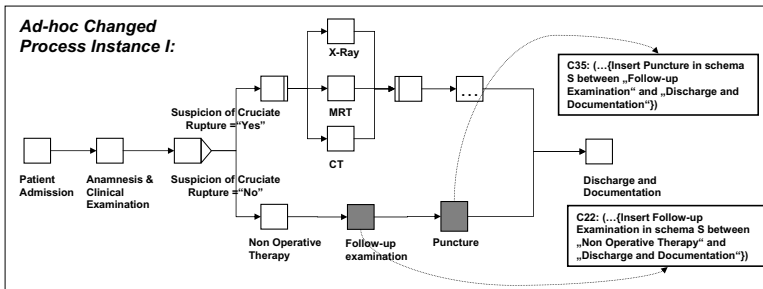 Ad-hoc Changed
Process Instance I:
X-Ray
C35: (…{Insert Puncture in schema
S between „Follow-up
Examination“ and „Discharge and
Documentation“})
Suspicion of Cruciate
Rupture =“Yes”
MRT
...
CT
Patient
Admission
Anamnesis &
Clinical
Examination
Suspicion of Cruciate
Rupture =“No”
Discharge and
Documentation
Non Operative
Therapy
Follow-up
examination
Puncture
C22: (…{Insert Follow-up
Examination in schema S between
„Non Operative Therapy“ and
„Discharge and Documentation“})